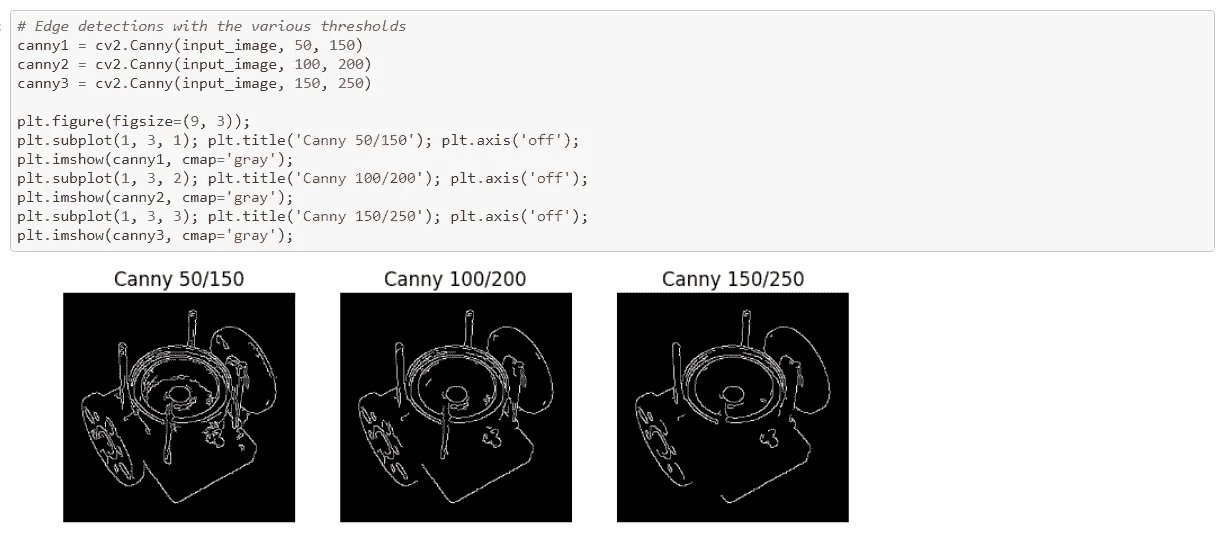 # Edge detections with the various thresholds
canny1 = cv2.Canny(input_image, 50, 150)
canny2 = cv2.Canny(input_image, 100, 200)
canny3 = cv2.Canny(input_image, 150, 250)
plt.figure(figsize=(9, 3));
plt.subplot(1, 3, 1); plt.title('Canny 50/150'); plt.axis('off');
plt.imshow(canny1, cmap='gray');
plt.subplot(1, 3, 2); plt.title('Canny 100/200'); plt.axis('off');
plt.imshow(canny2, cmap='gray');
plt.subplot(1, 3, 3); plt.title('Canny 150/250'); plt.axis('off');
plt.imshow(canny3, cmap='gray');
Canny 50/150
Canny 100/200
Canny 150/250